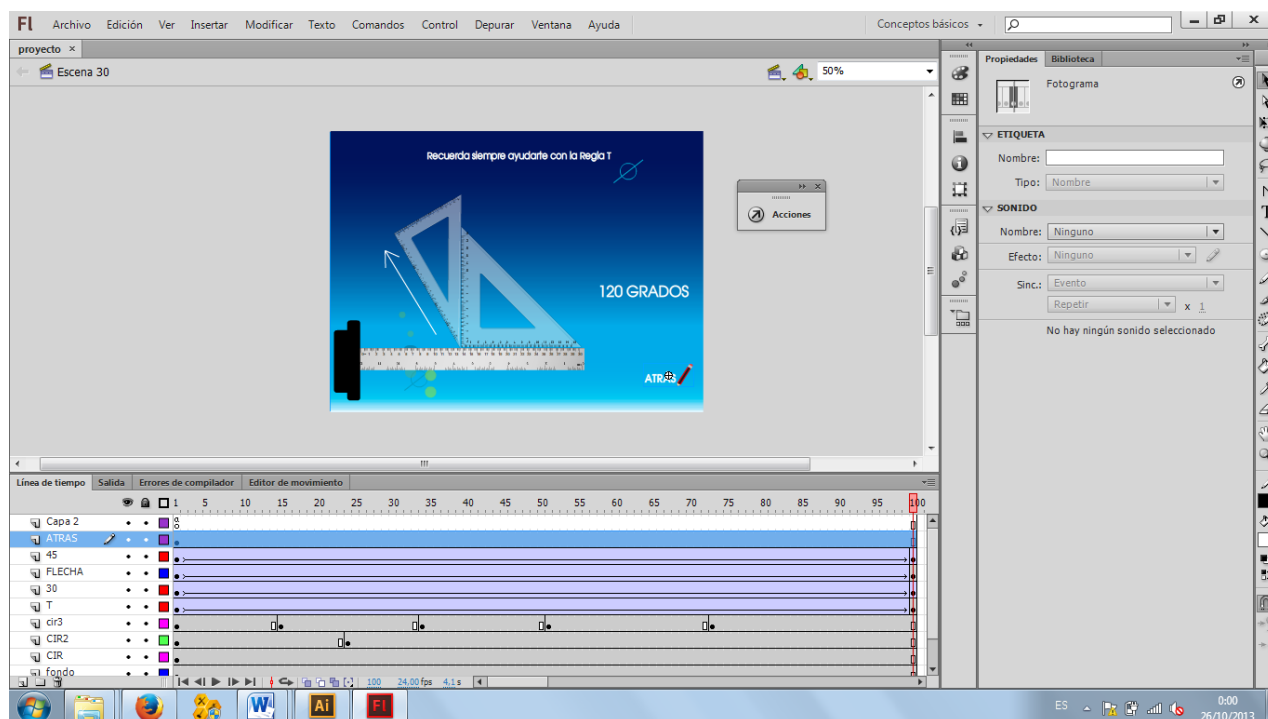 Fl Archivo Edición Ver Insertar Modificar Texto Comandos Control Depurar Ventana Ayuda Conceptos básicos
proyecto ×
Escena 30 50%
Recuerda siempre ayudarte con la Regla T
120 GRADOS
ATRAS
Acciones
Propiedades Biblioteca
Fotograma
ETIQUETA
Nombre:
Tipo: Nombre
SONIDO
Nombre: Ninguno
Efecto: Ninguno
Sinc.: Evento
Repetir x 1
No hay ningún sonido seleccionado
Línea de tiempo Salida Errores de compilador Editor de movimiento
1 5 10 15 20 25 30 35 40 45 50 55 60 65 70 75 80 85 90 95 100
Capa 2
ATRAS
45
FLECHA
30
T
cir3
CIR2
CIR
fondo
100 24,00 fps 4,1 s
W Ai Fl ES 0:00
26/10/2013